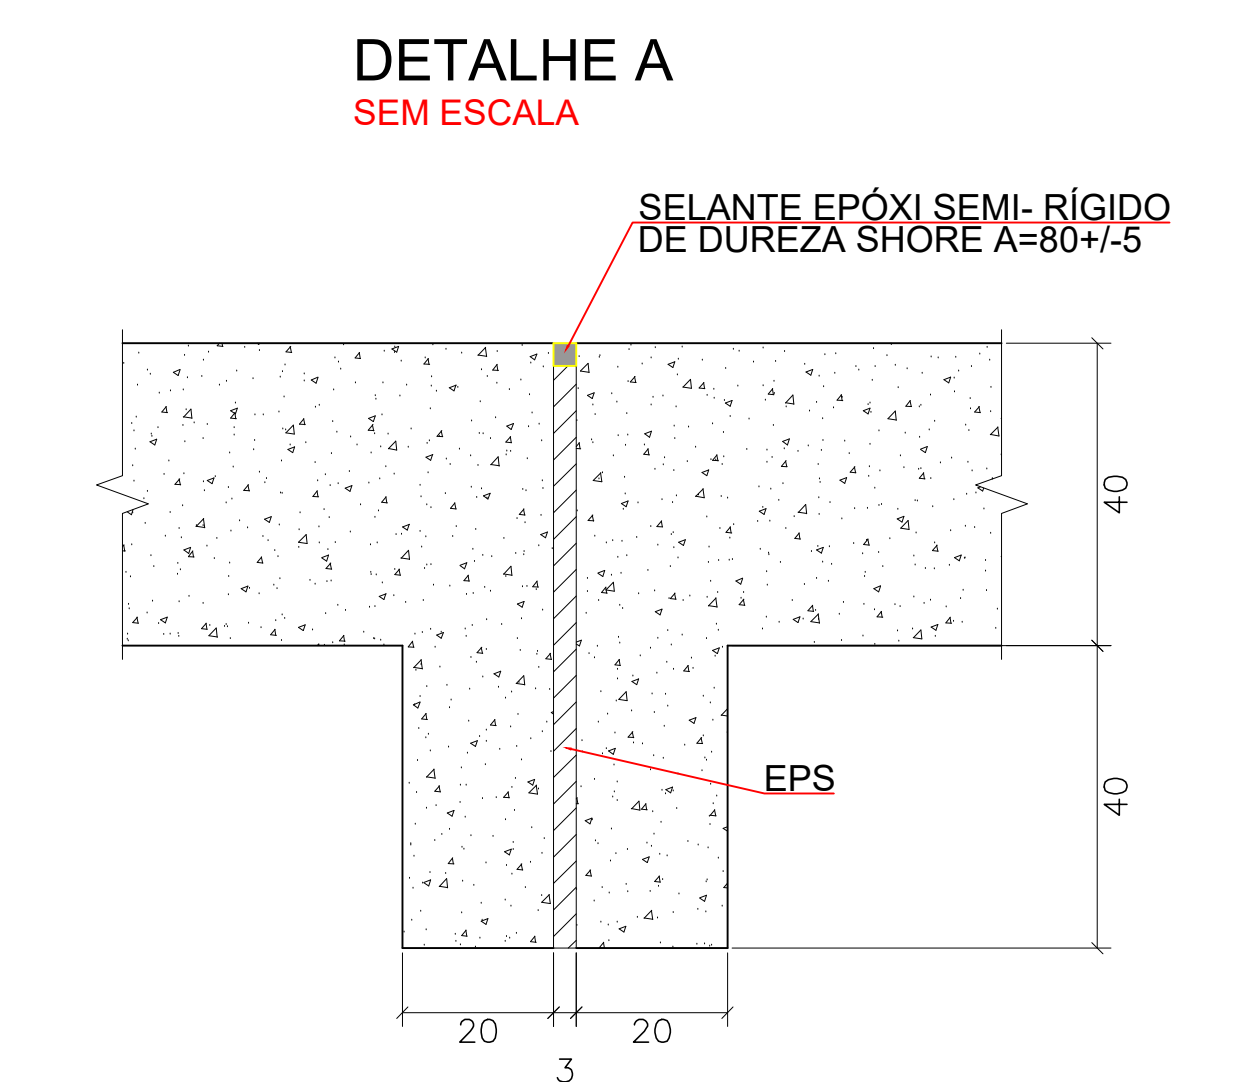 DETALHE A
SEM ESCALA
SELANTE EPÓXI SEMI- RÍGIDO
DE DUREZA SHORE A=80+/-5
40
EPS
40
20
20
3